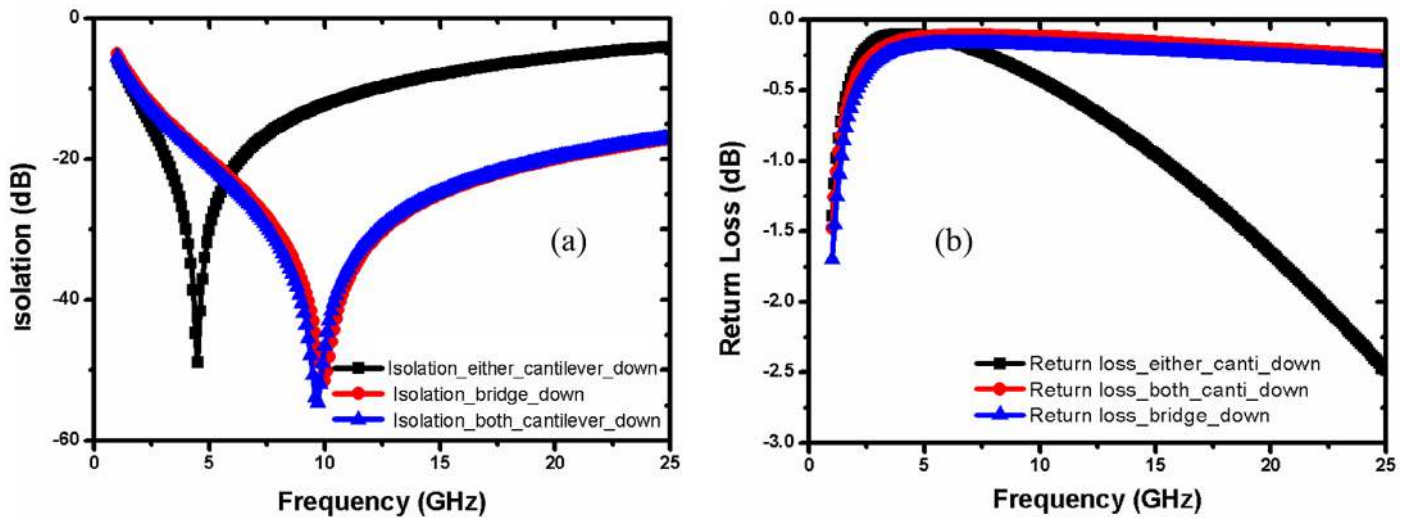 0
-20
-40
-60
Isolation (dB)
(a)
Isolation_either_cantilever_down
Isolation_bridge_down
Isolation_both_cantilever_down
0
5
10
15
20
25
Frequency (GHz)
0.0
-0.5
-1.0
-1.5
-2.0
-2.5
-3.0
Return Loss (dB)
(b)
Return loss_either_canti_down
Return loss_both_canti_down
Return loss_bridge_down
0
5
10
15
20
25
Frequency (GHz)